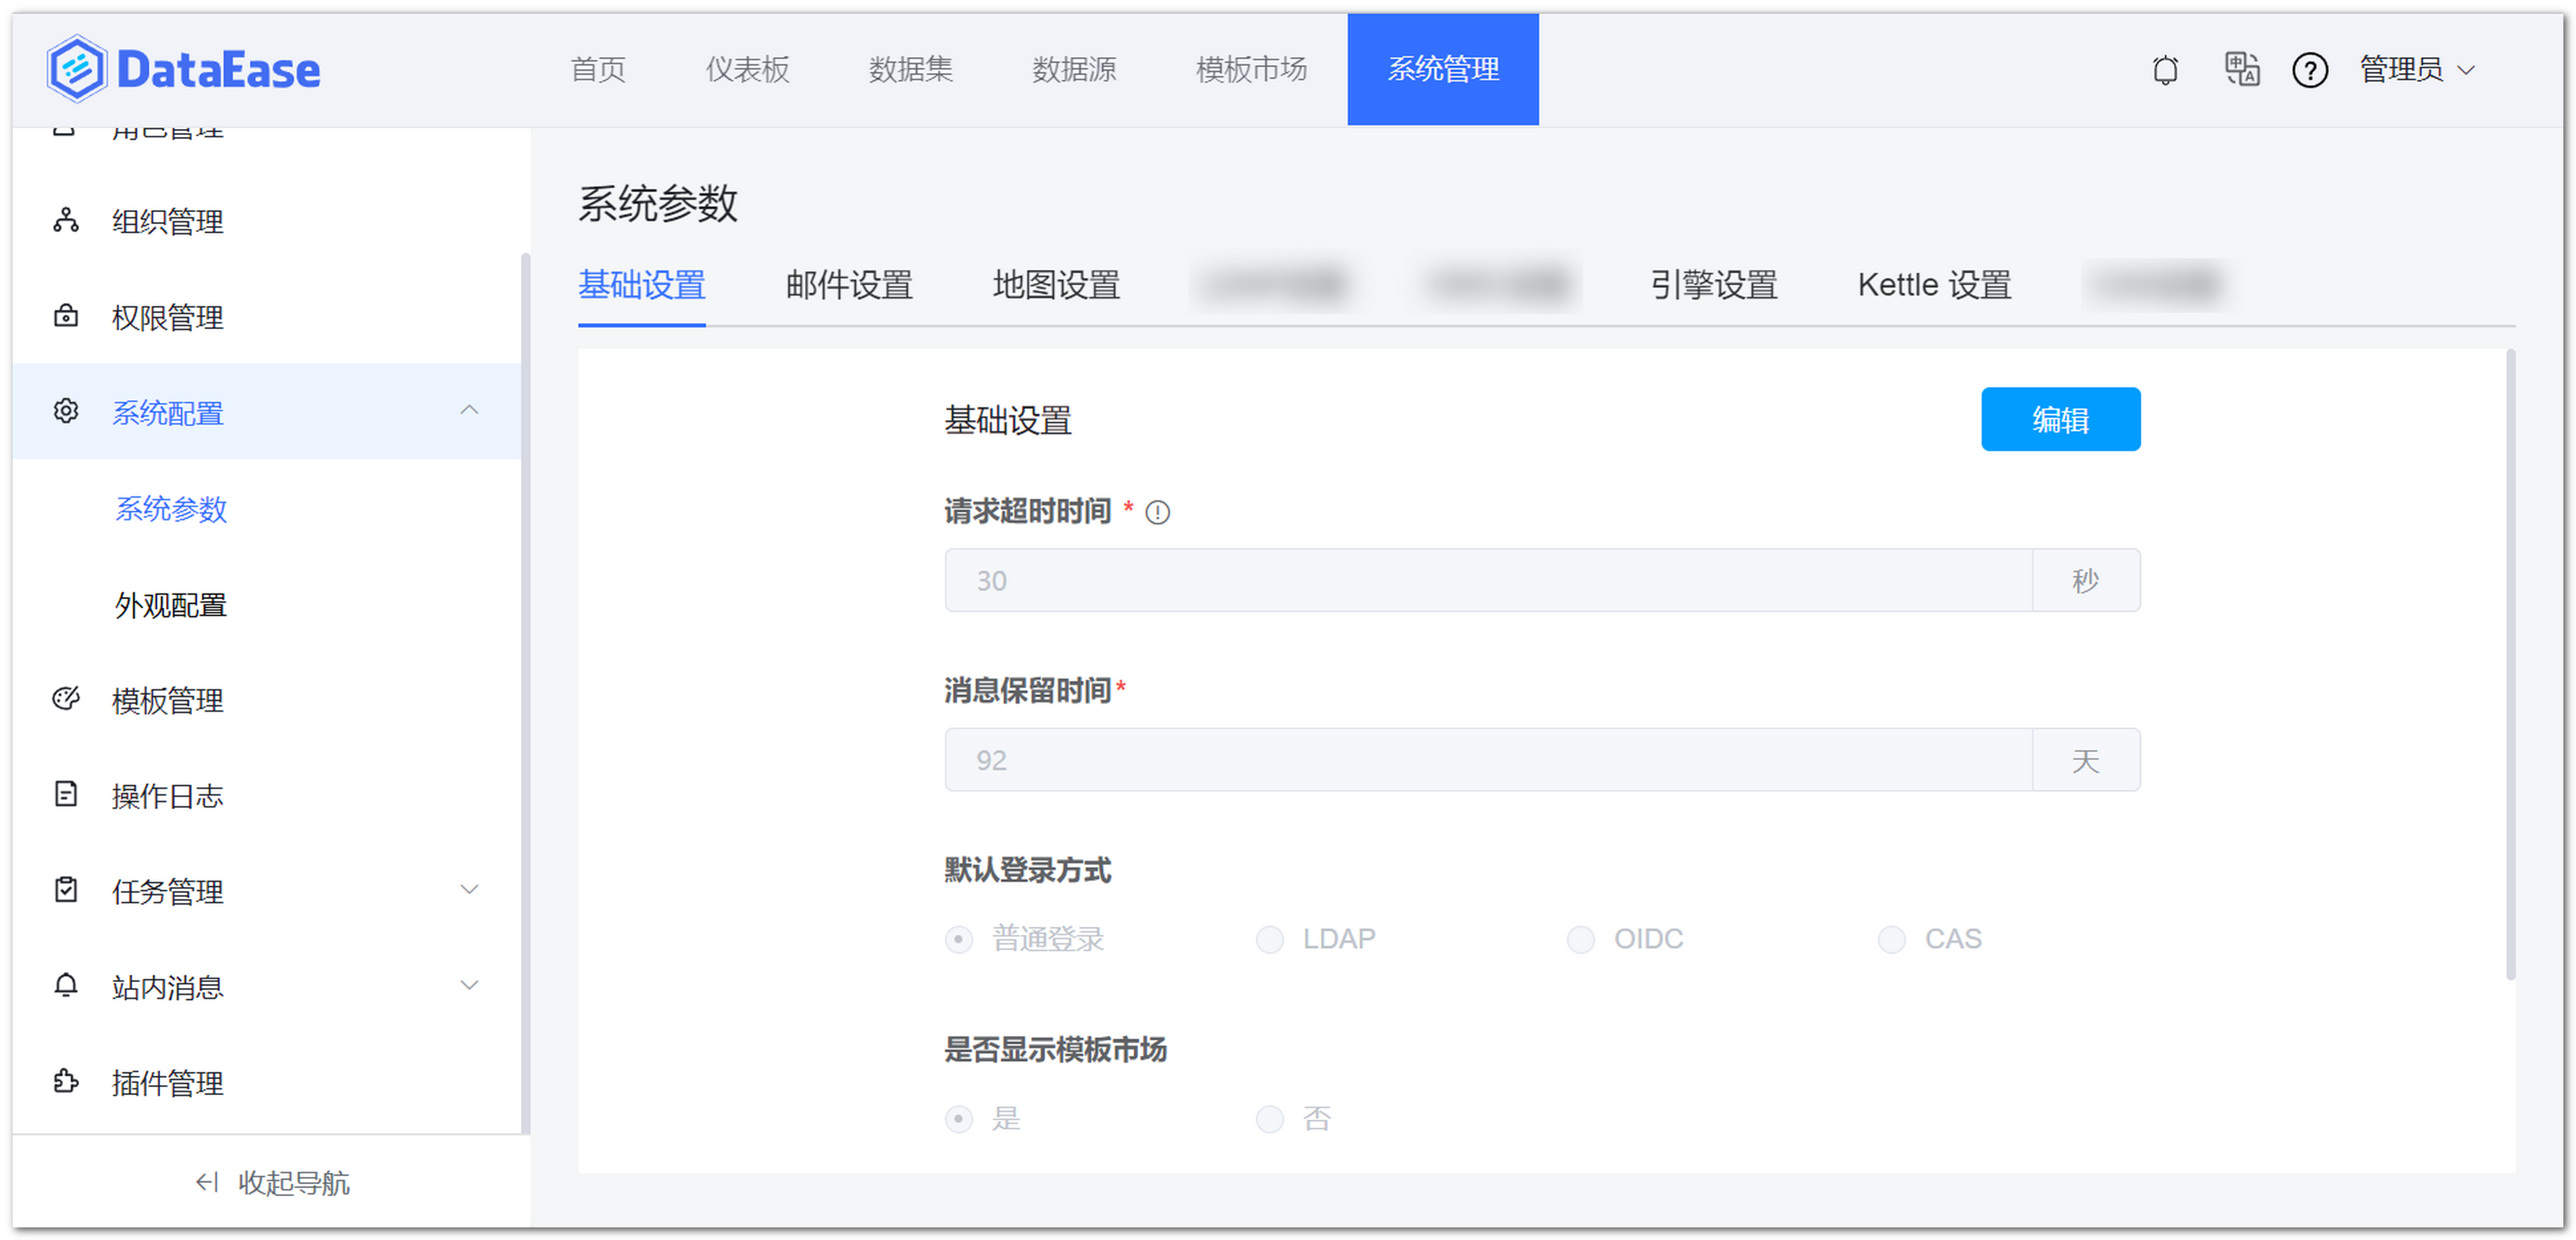 DataEase 首页 仪表板 数据集 数据源 模板市场 系统管理 管理员
角色管理
组织管理
权限管理
系统配置
系统参数
外观配置
模板管理
操作日志
任务管理
站内消息
插件管理
收起导航
系统参数
基础设置 邮件设置 地图设置 引擎设置 Kettle 设置
基础设置 编辑
请求超时时间 *
30 秒
消息保留时间*
92 天
默认登录方式
普通登录 LDAP OIDC CAS
是否显示模板市场
是 否